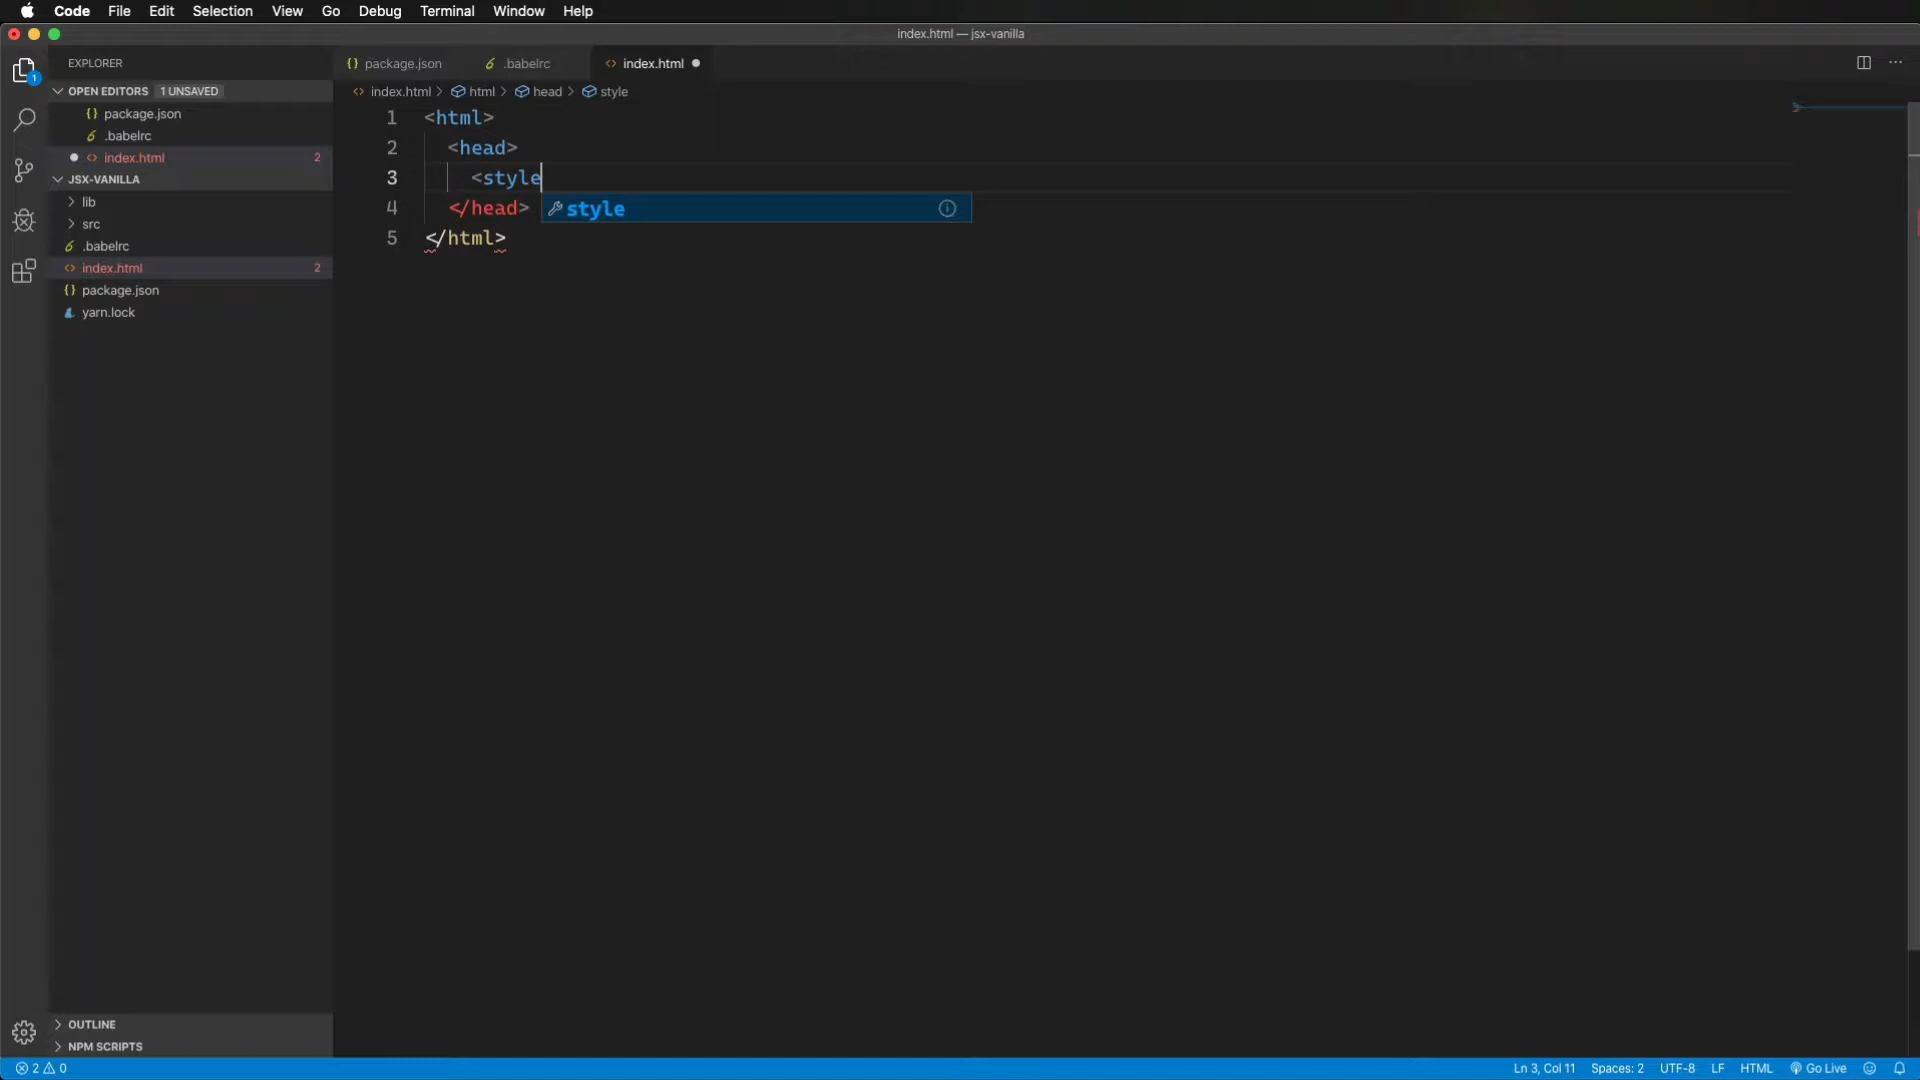 Code File Edit Selection View Go Debug Terminal Window Help
index.html — jsx-vanilla
EXPLORER
package.json
.babelrc
index.html
OPEN EDITORS 1 UNSAVED
index.html > html > head > style
package.json
.babelrc
index.html 2
JSX-VANILLA
lib
src
.babelrc
index.html 2
package.json
yarn.lock
1 <html>
2 <head>
3 <style
4 </head>
style
5 </html>
1
OUTLINE
NPM SCRIPTS
2 0
Ln 3, Col 11 Spaces: 2 UTF-8 LF HTML Go Live